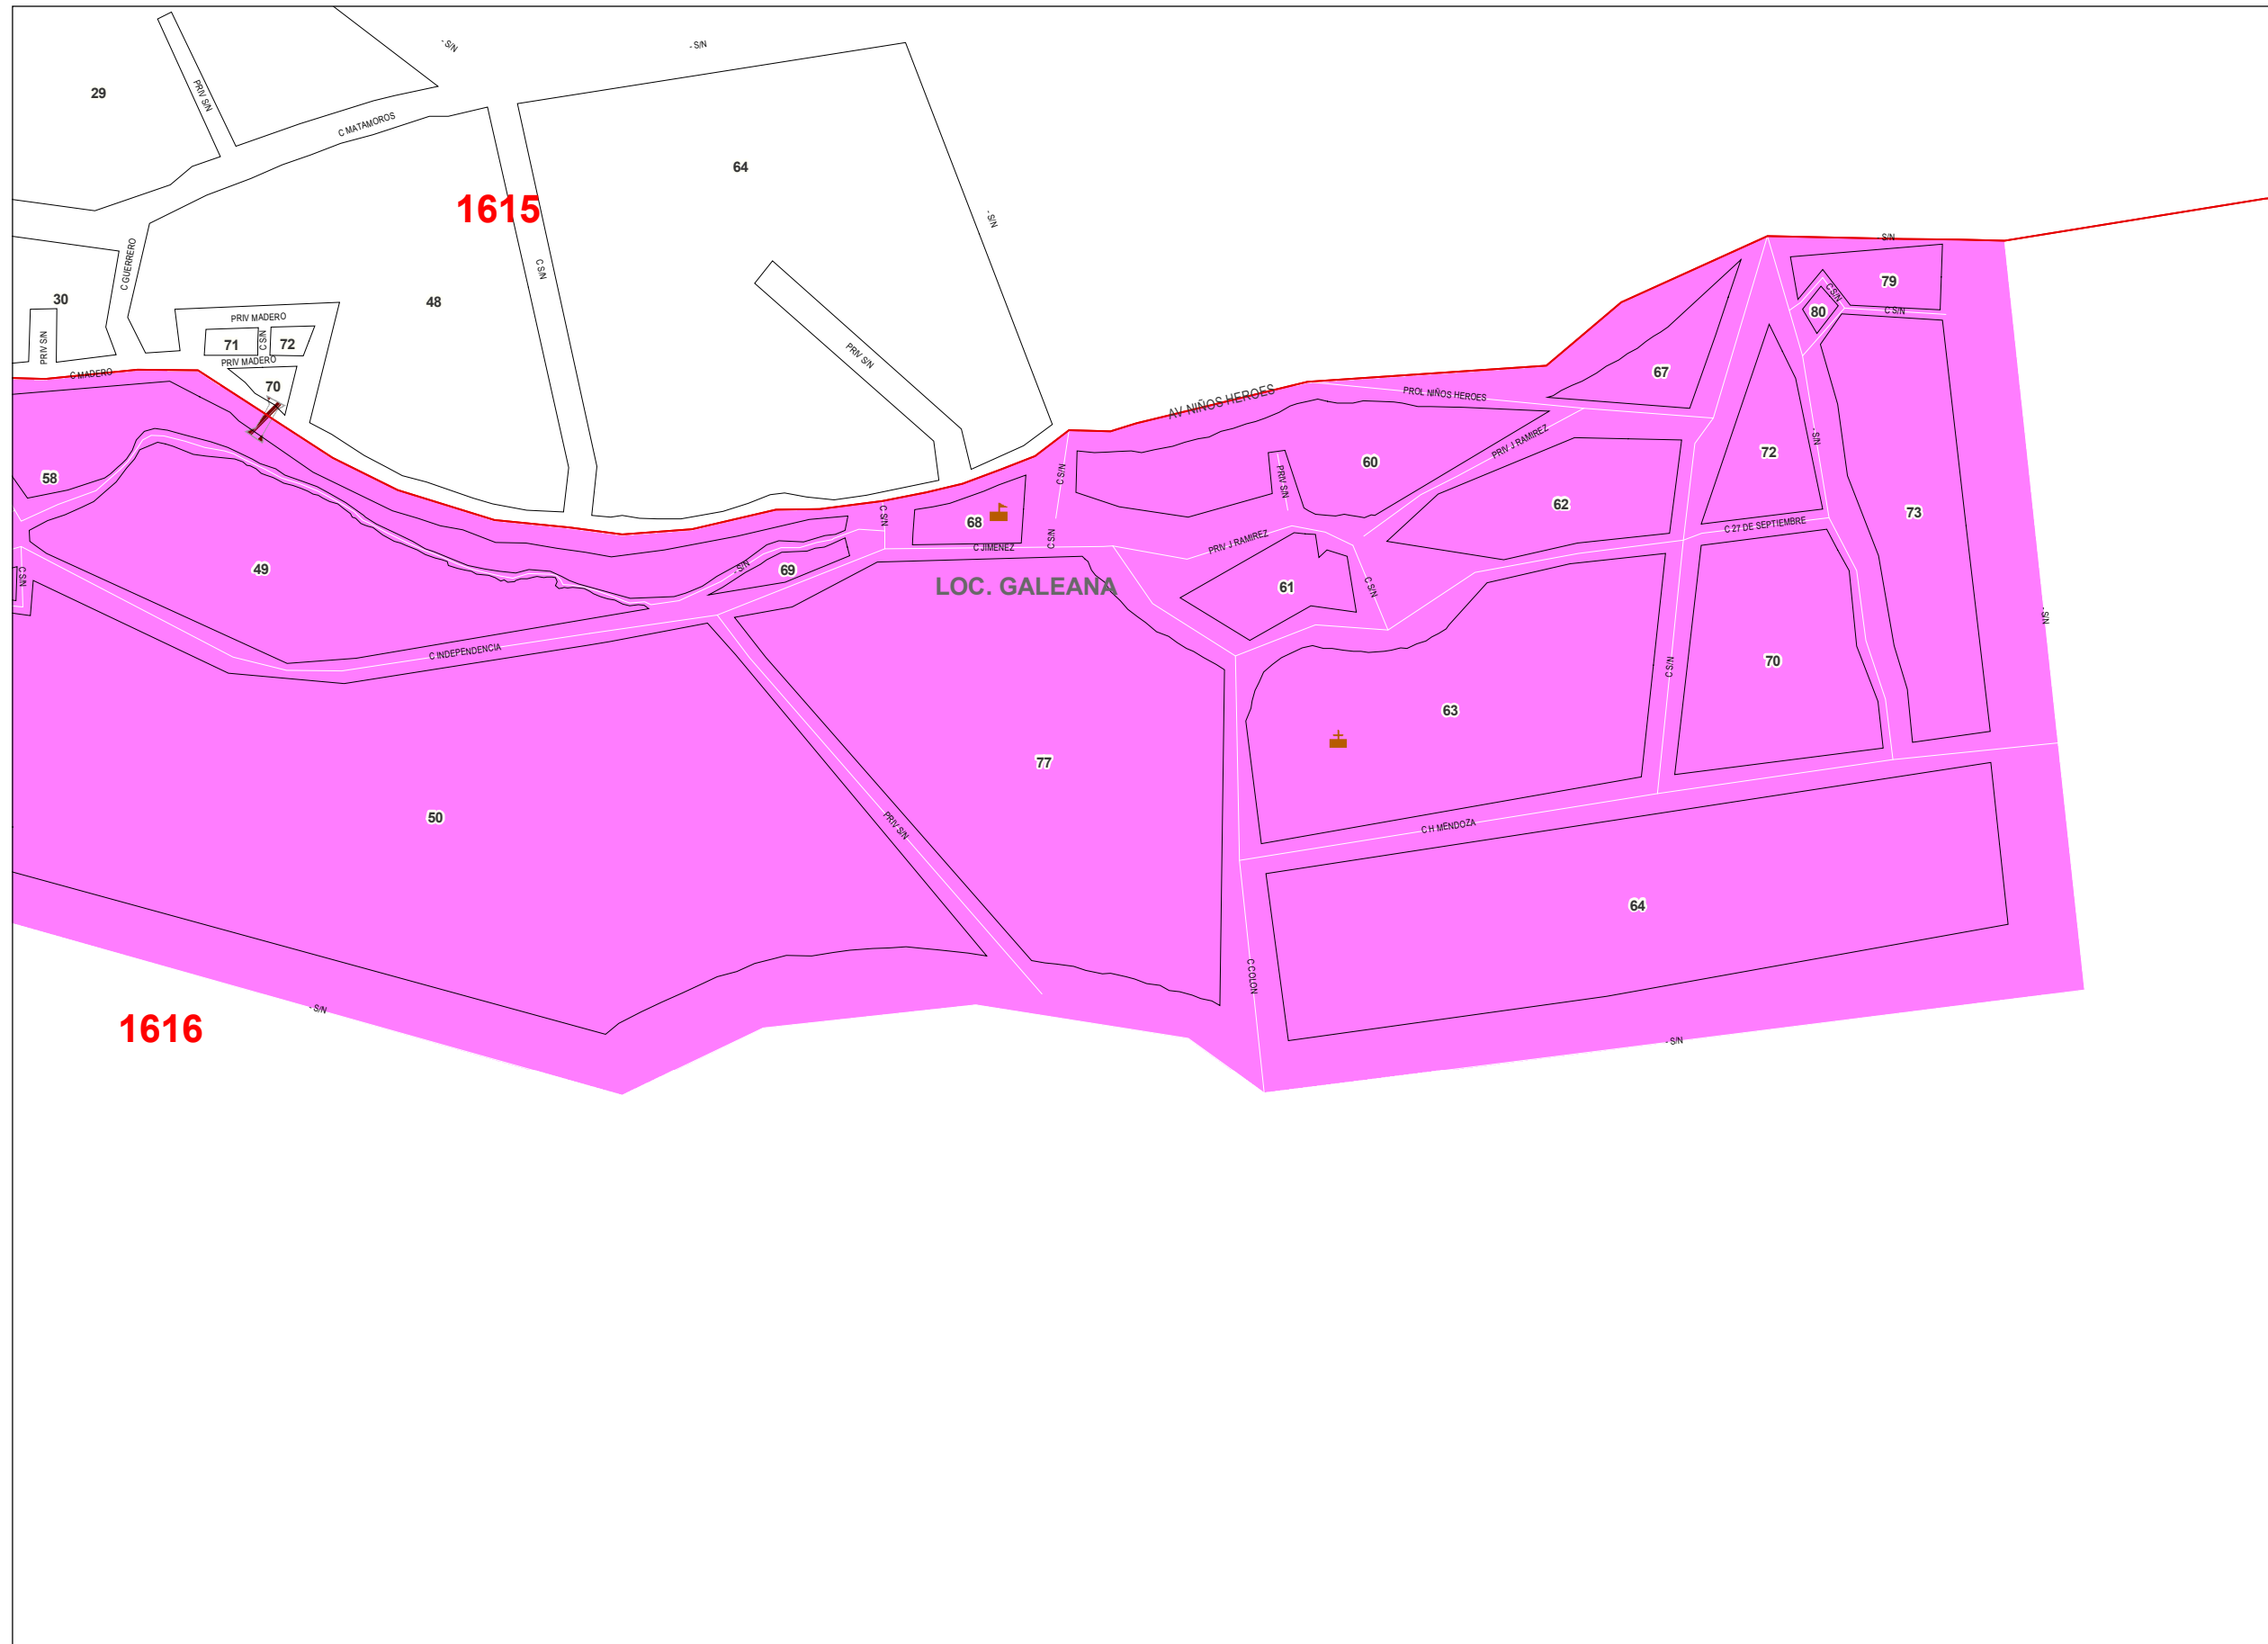 - S/N
- S/N
29
PRIV S/N
C MATAMOROS
64
1615
- S/N
C GUERRERO
C S/N
S/N
79
C S/N
C S/N
80
30
48
PRIV MADERO
PRIV S/N
71
C S/N
72
PRIV MADERO
PRIV S/N
C MADERO
70
67
AV NIÑOS HEROES
PROL NIÑOS HEROES
PRIV J RAMIREZ
- S/N
72
60
58
C S/N
PRIV S/N
62
73
C S/N
68
C 27 DE SEPTIEMBRE
C S/N
PRIV J RAMIREZ
C JIMENEZ
49
- S/N
69
C S/N
LOC. GALEANA
61
C S/N
- S/N
C INDEPENDENCIA
C S/N
70
63
77
50
PRIV S/N
C H MENDOZA
64
C COLON
- S/N
1616
- S/N